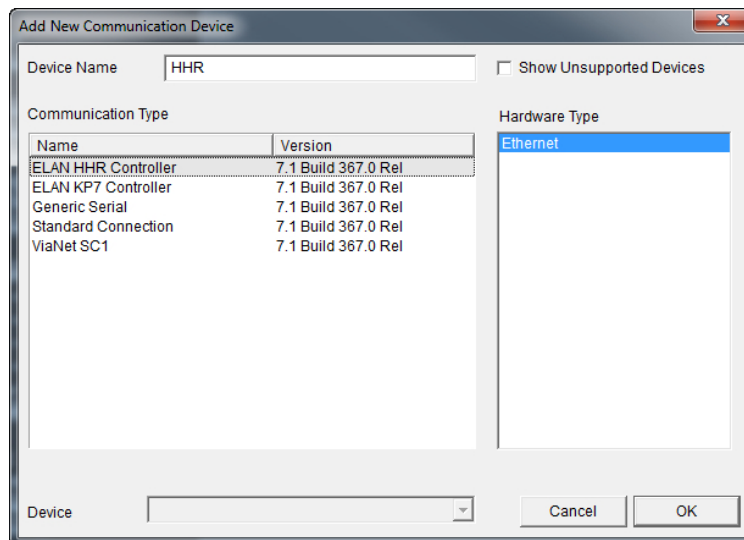 Add New Communication Device
Device Name HHR Show Unsupported Devices
Communication Type Hardware Type
Name Version Ethernet
ELAN HHR Controller 7.1 Build 367.0 Rel
ELAN KP7 Controller 7.1 Build 367.0 Rel
Generic Serial 7.1 Build 367.0 Rel
Standard Connection 7.1 Build 367.0 Rel
ViaNet SC1 7.1 Build 367.0 Rel
Device Cancel OK